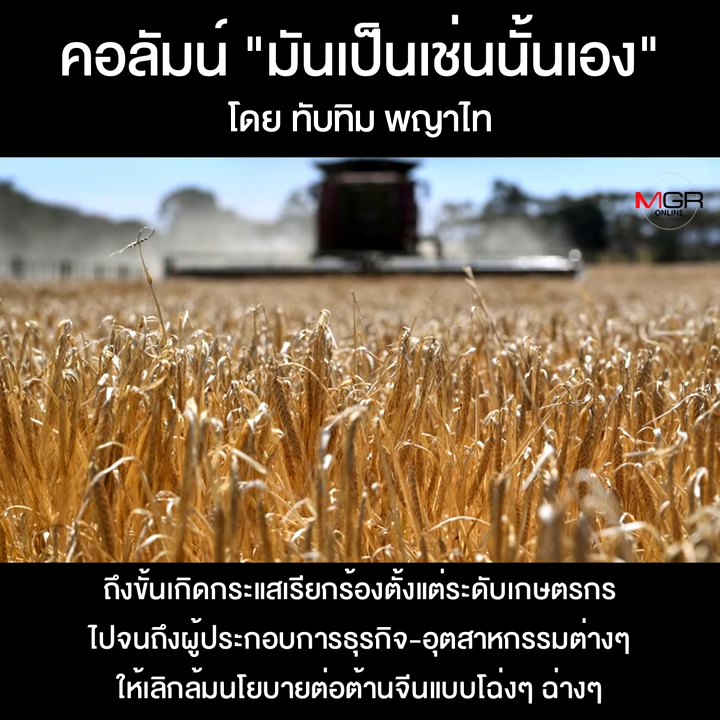 คอลัมน์ "มันเป็นเช่นนั้นเอง"
โดย ทับทิม พญาไท
MGR
ONLINE
ถึงขั้นเกิดกระแสเรียกร้องตั้งแต่ระดับเกษตรกร
ไปจนถึงผู้ประกอบการธุรกิจ-อุตสาหกรรมต่างๆ
ให้เลิกล้มนโยบายต่อต้านจีนแบบโฉ่งๆ ฉ่างๆ